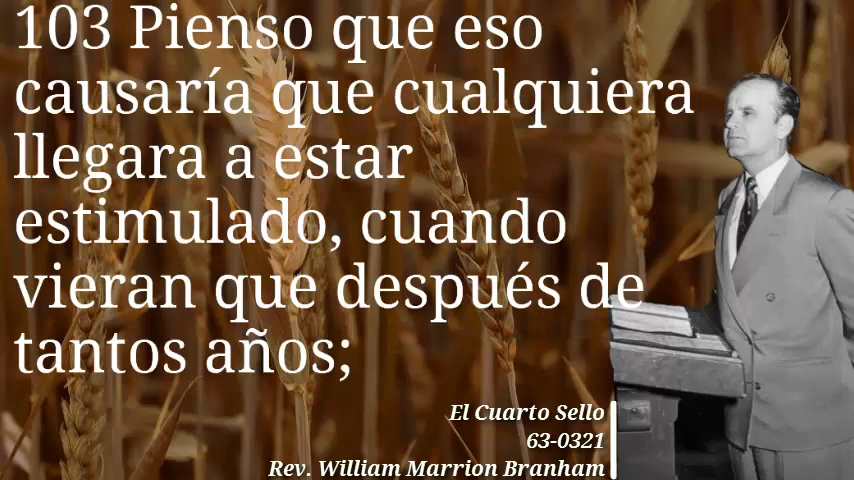 103 Pienso que eso
causaría que cualquiera
llegara a estar
estimulado, cuando
vieran que después de
tantos años;
El Cuarto Sello
63-0321
Rev. William Marrion Branham